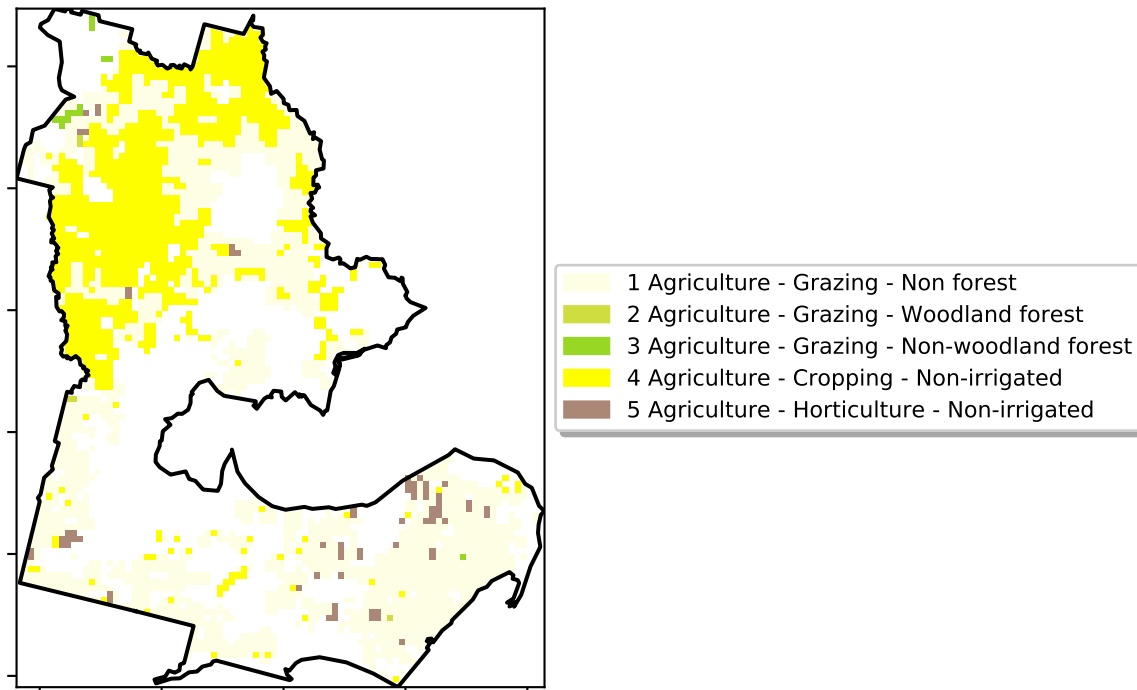 1 Agriculture - Grazing - Non forest
2 Agriculture - Grazing - Woodland forest
3 Agriculture - Grazing - Non-woodland forest
4 Agriculture - Cropping - Non-irrigated
5 Agriculture - Horticulture - Non-irrigated